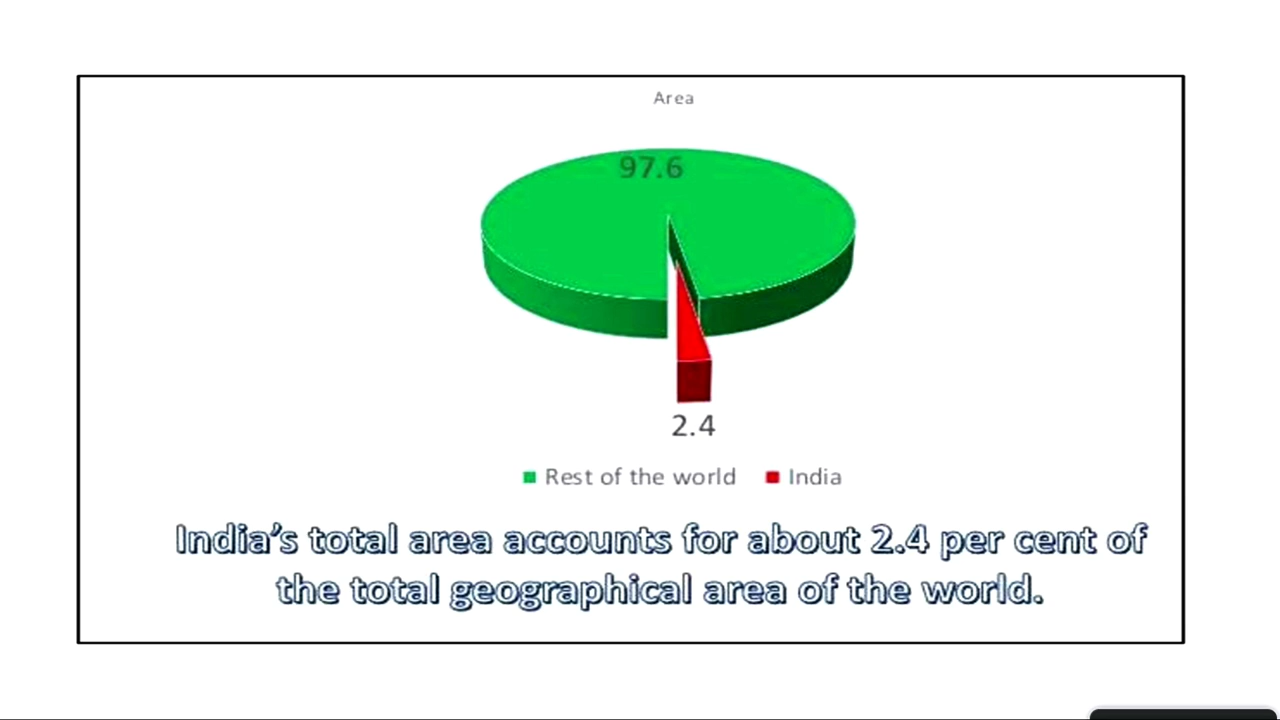 Area
97.6
2.4
Rest of the world India
India’s total area accounts for about 2.4 per cent of
the total geographical area of the world.